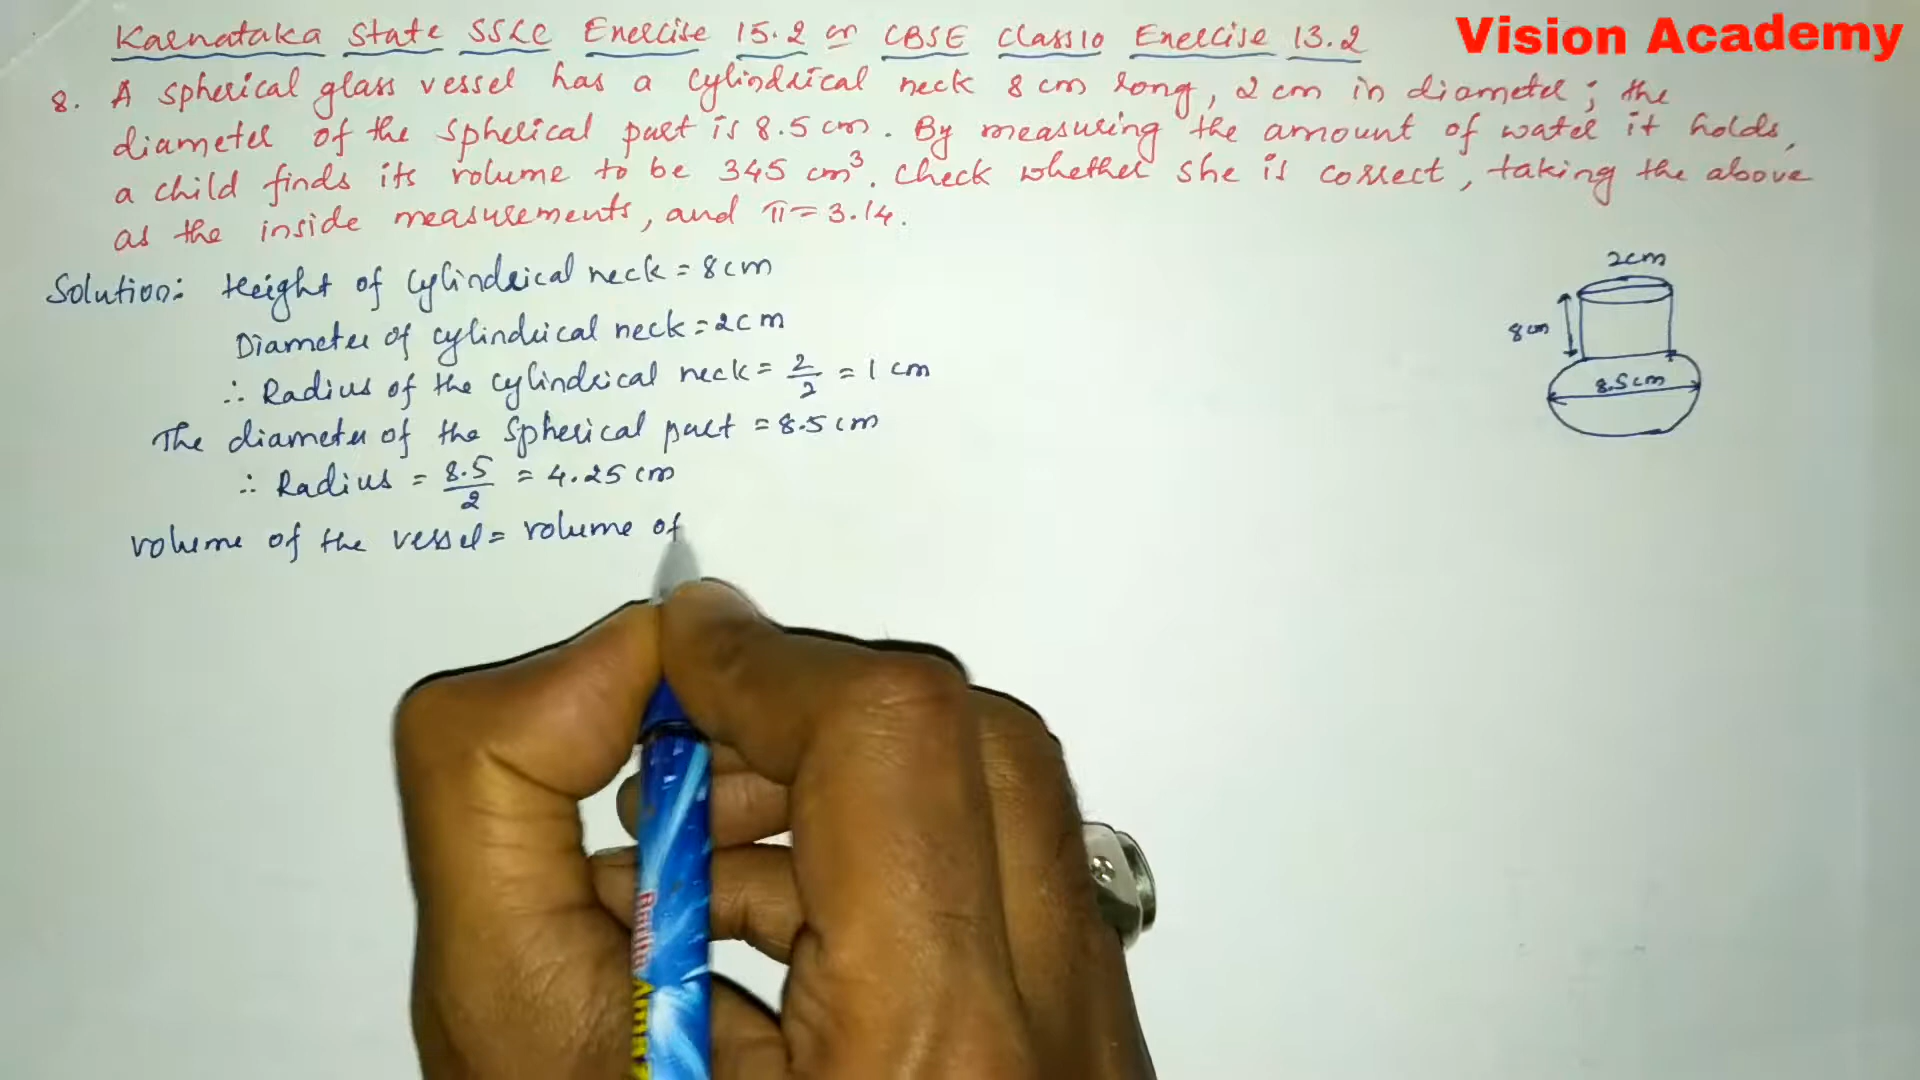 Karnataka State SSLC Exercise 15.2 or CBSE Class10 Exercise 13.2
Vision Academy
8. A spherical glass vessel has a cylindrical neck 8 cm long, 2 cm in diameter; the
diameter of the spherical part is 8.5 cm. By measuring the amount of water it holds,
a child finds its volume to be 345 cm³. Check whether she is correct, taking the above
as the inside measurements, and π = 3.14.
Solution: Height of cylindrical neck = 8cm
Diameter of cylindrical neck = 2cm
∴ Radius of the cylindrical neck = 2/2 = 1 cm
The diameter of the spherical part = 8.5 cm
∴ Radius = 8.5/2 = 4.25 cm
volume of the vessel = volume of
2cm
8cm
8.5cm